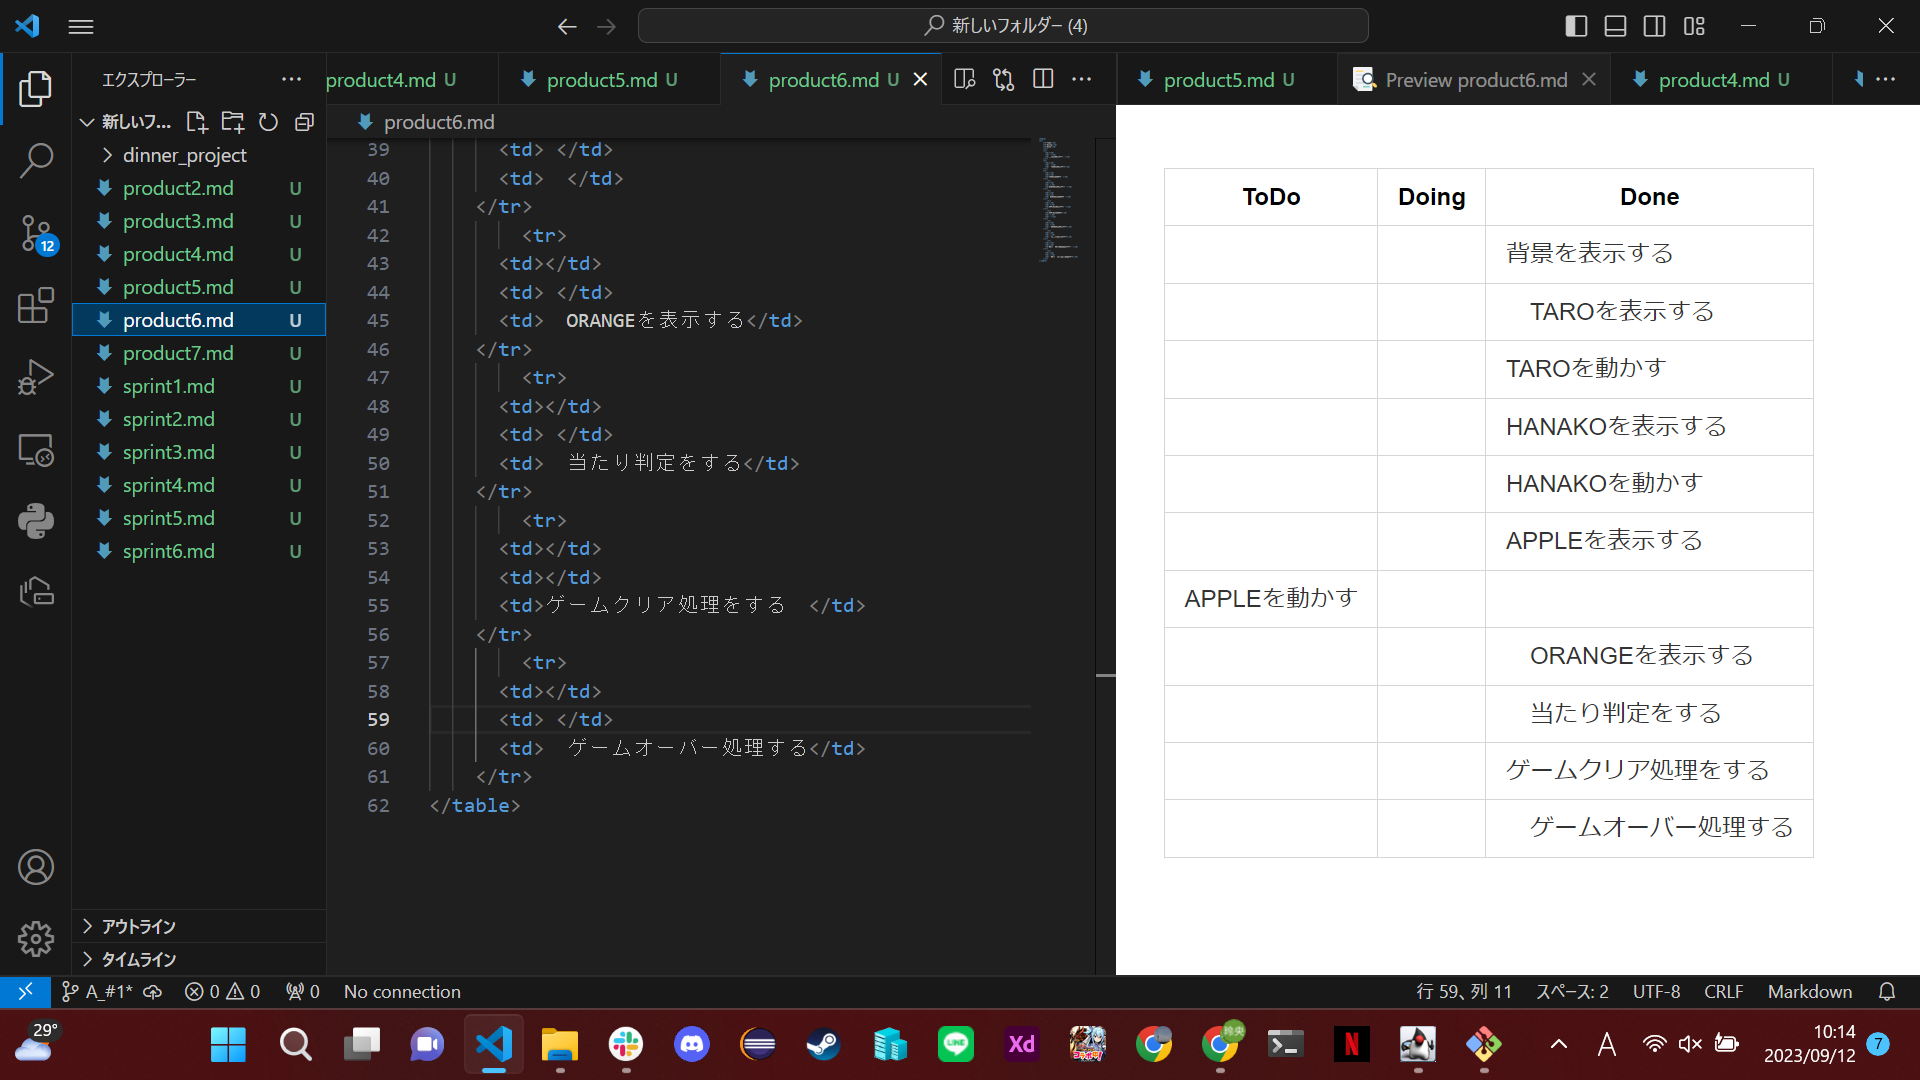 新しいフォルダー (4)
エクスプローラー
新しいフ...
dinner_project
product2.md U
product3.md U
product4.md U
product5.md U
product6.md U
product7.md U
sprint1.md U
sprint2.md U
sprint3.md U
sprint4.md U
sprint5.md U
sprint6.md U
アウトライン
タイムライン
12
product4.md U
product5.md U
product6.md U
product6.md
39 <td> </td>
40 <td>  </td>
41 </tr>
42 <tr>
43 <td></td>
44 <td> </td>
45 <td>  ORANGEを表示する</td>
46 </tr>
47 <tr>
48 <td></td>
49 <td> </td>
50 <td>  当たり判定をする</td>
51 </tr>
52 <tr>
53 <td></td>
54 <td></td>
55 <td>ゲームクリア処理をする  </td>
56 </tr>
57 <tr>
58 <td></td>
59 <td> </td>
60 <td>  ゲームオーバー処理する</td>
61 </tr>
62 </table>
product5.md U
Preview product6.md
product4.md U
ToDo Doing Done
背景を表示する
TAROを表示する
TAROを動かす
HANAKOを表示する
HANAKOを動かす
APPLEを表示する
APPLEを動かす
ORANGEを表示する
当たり判定をする
ゲームクリア処理をする
ゲームオーバー処理する
A_#1* 0 0 0 No connection
行 59、列 11 スペース: 2 UTF-8 CRLF Markdown
29°
LINE
Xd
N
A
10:14
2023/09/12
7